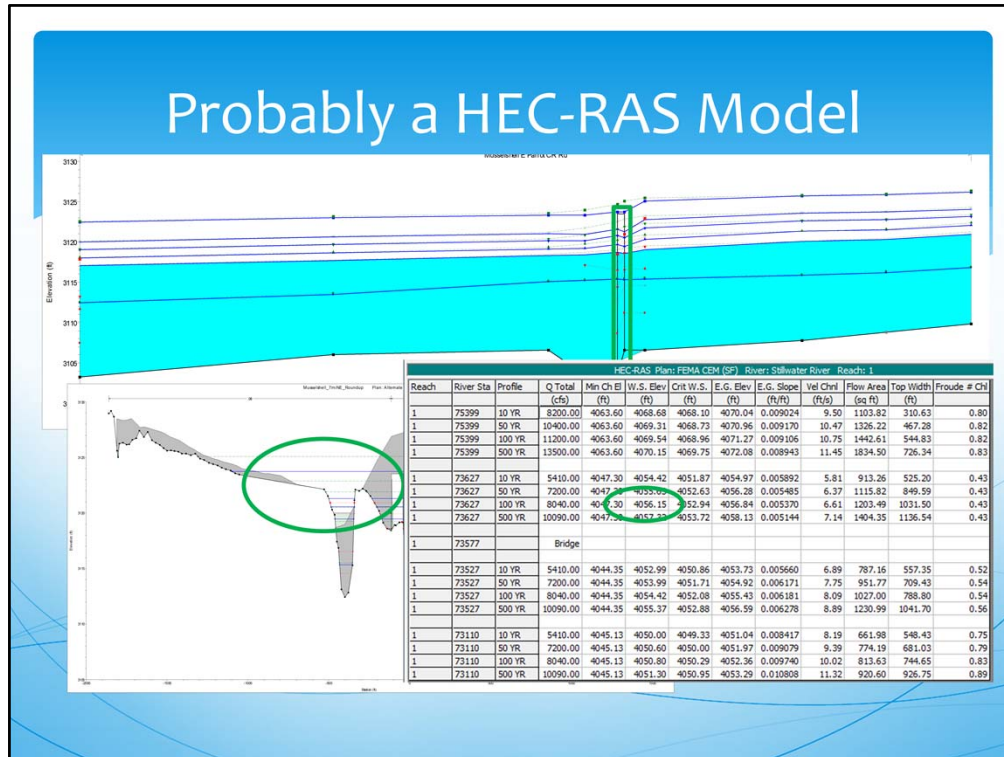 Probably a HEC-RAS Model
3130
3125
3120
3115
3110
3105
Elevation (ft)
HEC-RAS Plan: FEMA CEM (SF) River: Stillwater River Reach: 1
Reach River Sta Profile Q Total Min Ch El W.S. Elev Crit W.S. E.G. Elev E.G. Slope Vel Chnl Flow Area Top Width Froude # Chl
(cfs) (ft) (ft) (ft) (ft) (ft/ft) (ft/s) (sq ft) (ft)
1 75399 10 YR 8200.00 4063.60 4068.68 4068.10 4070.04 0.009024 9.50 1103.82 310.63 0.80
1 75399 50 YR 10400.00 4063.60 4069.31 4068.73 4070.96 0.009170 10.47 1326.22 467.28 0.82
1 75399 100 YR 11200.00 4063.60 4069.54 4068.96 4071.27 0.009106 10.75 1442.61 544.83 0.82
1 75399 500 YR 13500.00 4063.60 4070.15 4069.75 4072.08 0.008943 11.45 1834.50 726.34 0.83
1 73627 10 YR 5410.00 4047.30 4054.42 4051.87 4054.97 0.005892 5.81 913.26 525.20 0.43
1 73627 50 YR 7200.00 4052.63 4056.28 0.005485 6.37 1115.82 849.59 0.43
1 73627 100 YR 8040.00 4047.30 4056.15 4052.94 4056.84 0.005370 6.61 1203.49 1031.50 0.43
1 73627 500 YR 10090.00 4053.72 4058.13 0.005144 7.14 1404.35 1136.54 0.43
1 73577 Bridge
1 73527 10 YR 5410.00 4044.35 4052.99 4050.86 4053.73 0.005660 6.89 787.16 557.35 0.52
1 73527 50 YR 7200.00 4044.35 4053.99 4051.71 4054.92 0.006171 7.75 951.77 709.43 0.54
1 73527 100 YR 8040.00 4044.35 4054.42 4052.08 4055.43 0.006181 8.09 1027.00 788.80 0.54
1 73527 500 YR 10090.00 4044.35 4055.37 4052.88 4056.59 0.006278 8.89 1230.99 1041.70 0.56
1 73110 10 YR 5410.00 4045.13 4050.00 4049.33 4051.04 0.008417 8.19 661.98 548.43 0.75
1 73110 50 YR 7200.00 4045.13 4050.60 4050.00 4051.97 0.009079 9.39 774.19 681.03 0.79
1 73110 100 YR 8040.00 4045.13 4050.80 4050.29 4052.36 0.009740 10.02 813.63 744.65 0.83
1 73110 500 YR 10090.00 4045.13 4051.30 4050.95 4053.29 0.010808 11.32 920.60 926.75 0.89